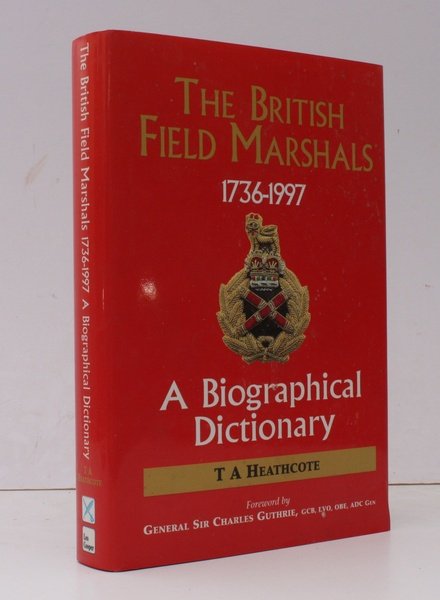 THE BRITISH
FIELD MARSHALS
1736-1997
A Biographical
Dictionary
T A HEATHCOTE
Foreword by
GENERAL SIR CHARLES GUTHRIE, GCB, LVO, OBE, ADC GEN
The British Field Marshals 1736-1997 A Biographical Dictionary
T A
HEATHCOTE
Leo
Cooper